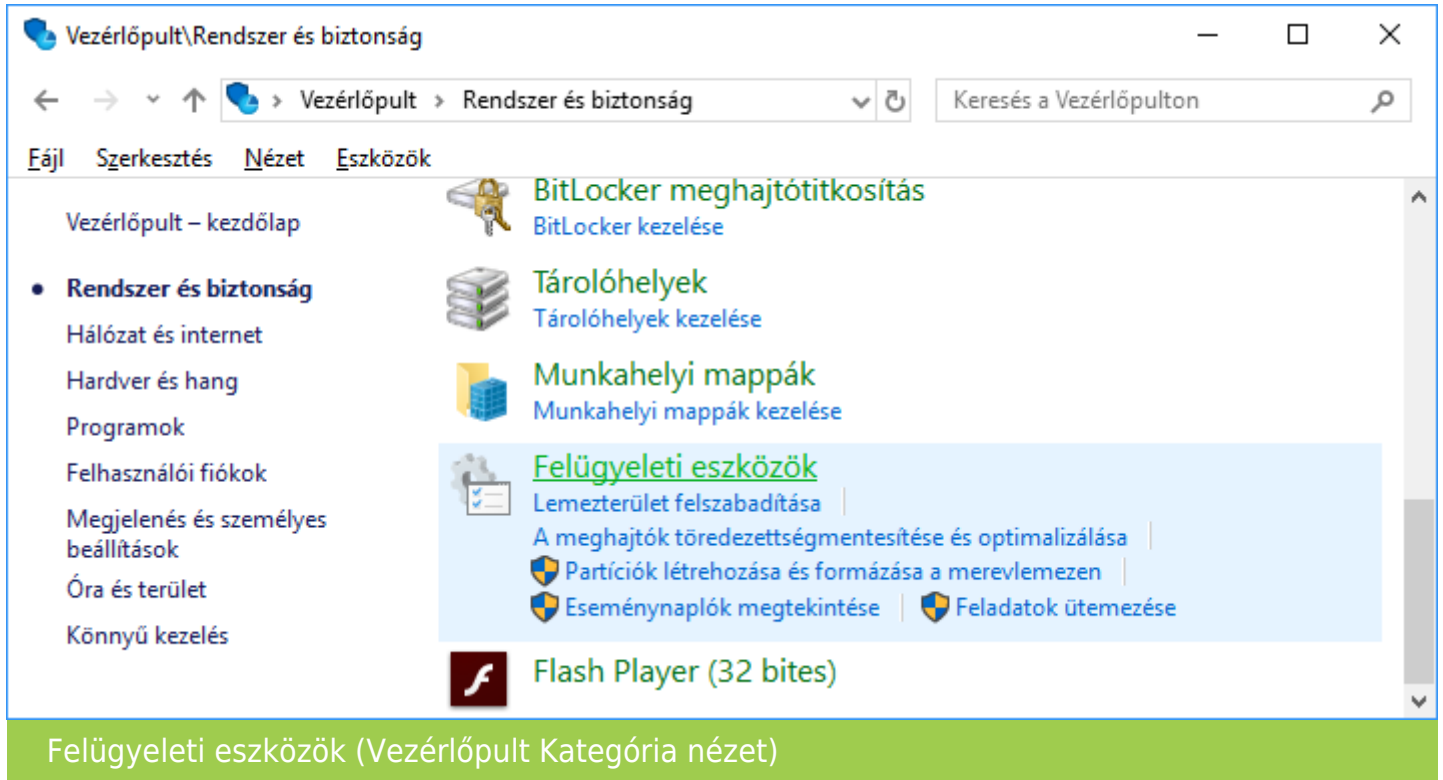 Vezérlőpult\Rendszer és biztonság
Vezérlőpult > Rendszer és biztonság
Keresés a Vezérlőpulton
Fájl Szerkesztés Nézet Eszközök
Vezérlőpult – kezdőlap
Rendszer és biztonság
Hálózat és internet
Hardver és hang
Programok
Felhasználói fiókok
Megjelenés és személyes
beállítások
Óra és terület
Könnyű kezelés
BitLocker meghajtótitkosítás
BitLocker kezelése
Tárolóhelyek
Tárolóhelyek kezelése
Munkahelyi mappák
Munkahelyi mappák kezelése
Felügyeleti eszközök
Lemezterület felszabadítása
A meghajtók töredezettségmentesítése és optimalizálása
Partíciók létrehozása és formázása a merevlemezen
Eseménynaplók megtekintése Feladatok ütemezése
Flash Player (32 bites)
Felügyeleti eszközök (Vezérlőpult Kategória nézet)